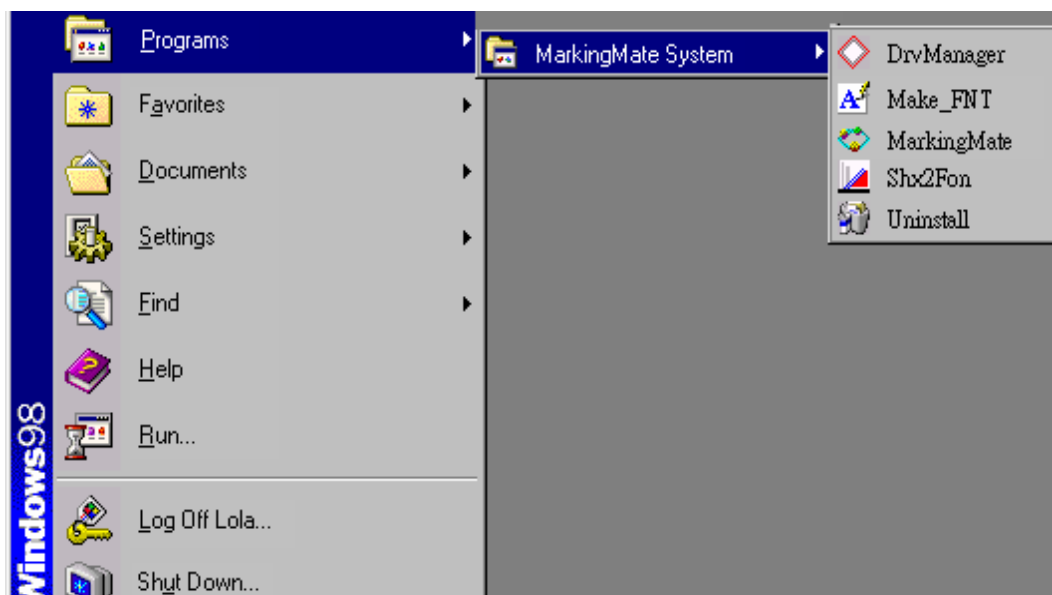 Programs
Favorites
Documents
Settings
Find
Help
Run...
Log Off Lola...
Shut Down...
Windows98
MarkingMate System
DrvManager
Make_FNT
MarkingMate
Shx2Fon
Uninstall